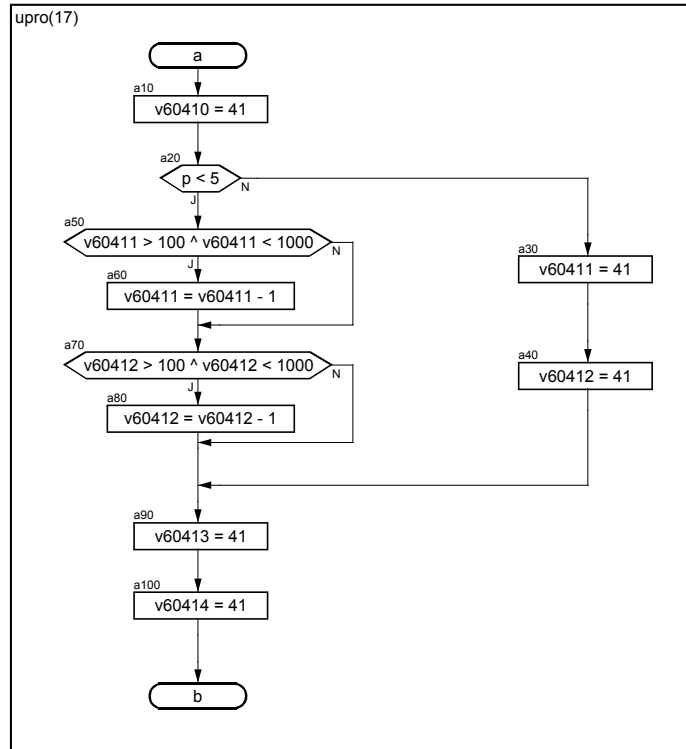 upro(17)
a
a10
v60410 = 41
a20
p < 5
N
J
a50
v60411 > 100 ^ v60411 < 1000
N
J
a30
v60411 = 41
a60
v60411 = v60411 - 1
a70
v60412 > 100 ^ v60412 < 1000
N
J
a40
v60412 = 41
a80
v60412 = v60412 - 1
a90
v60413 = 41
a100
v60414 = 41
b